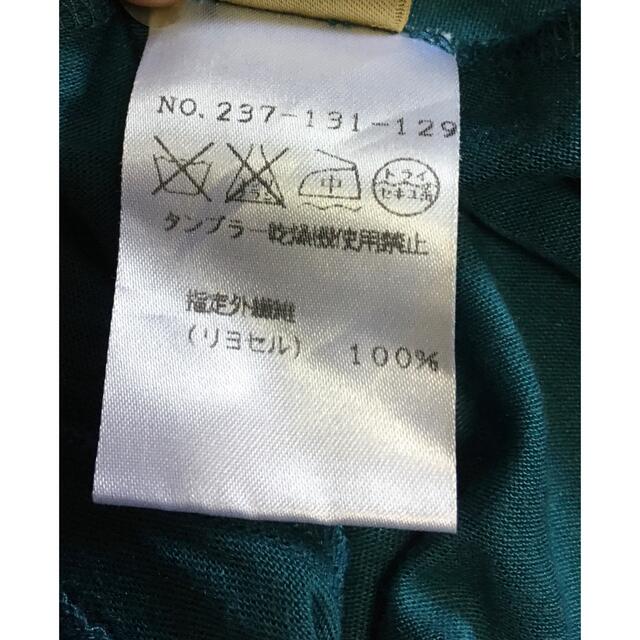 NO.237-131-129
中
ドライ
セキユ系
タンブラー乾燥機使用禁止
指定外繊維
(リヨセル) 100%